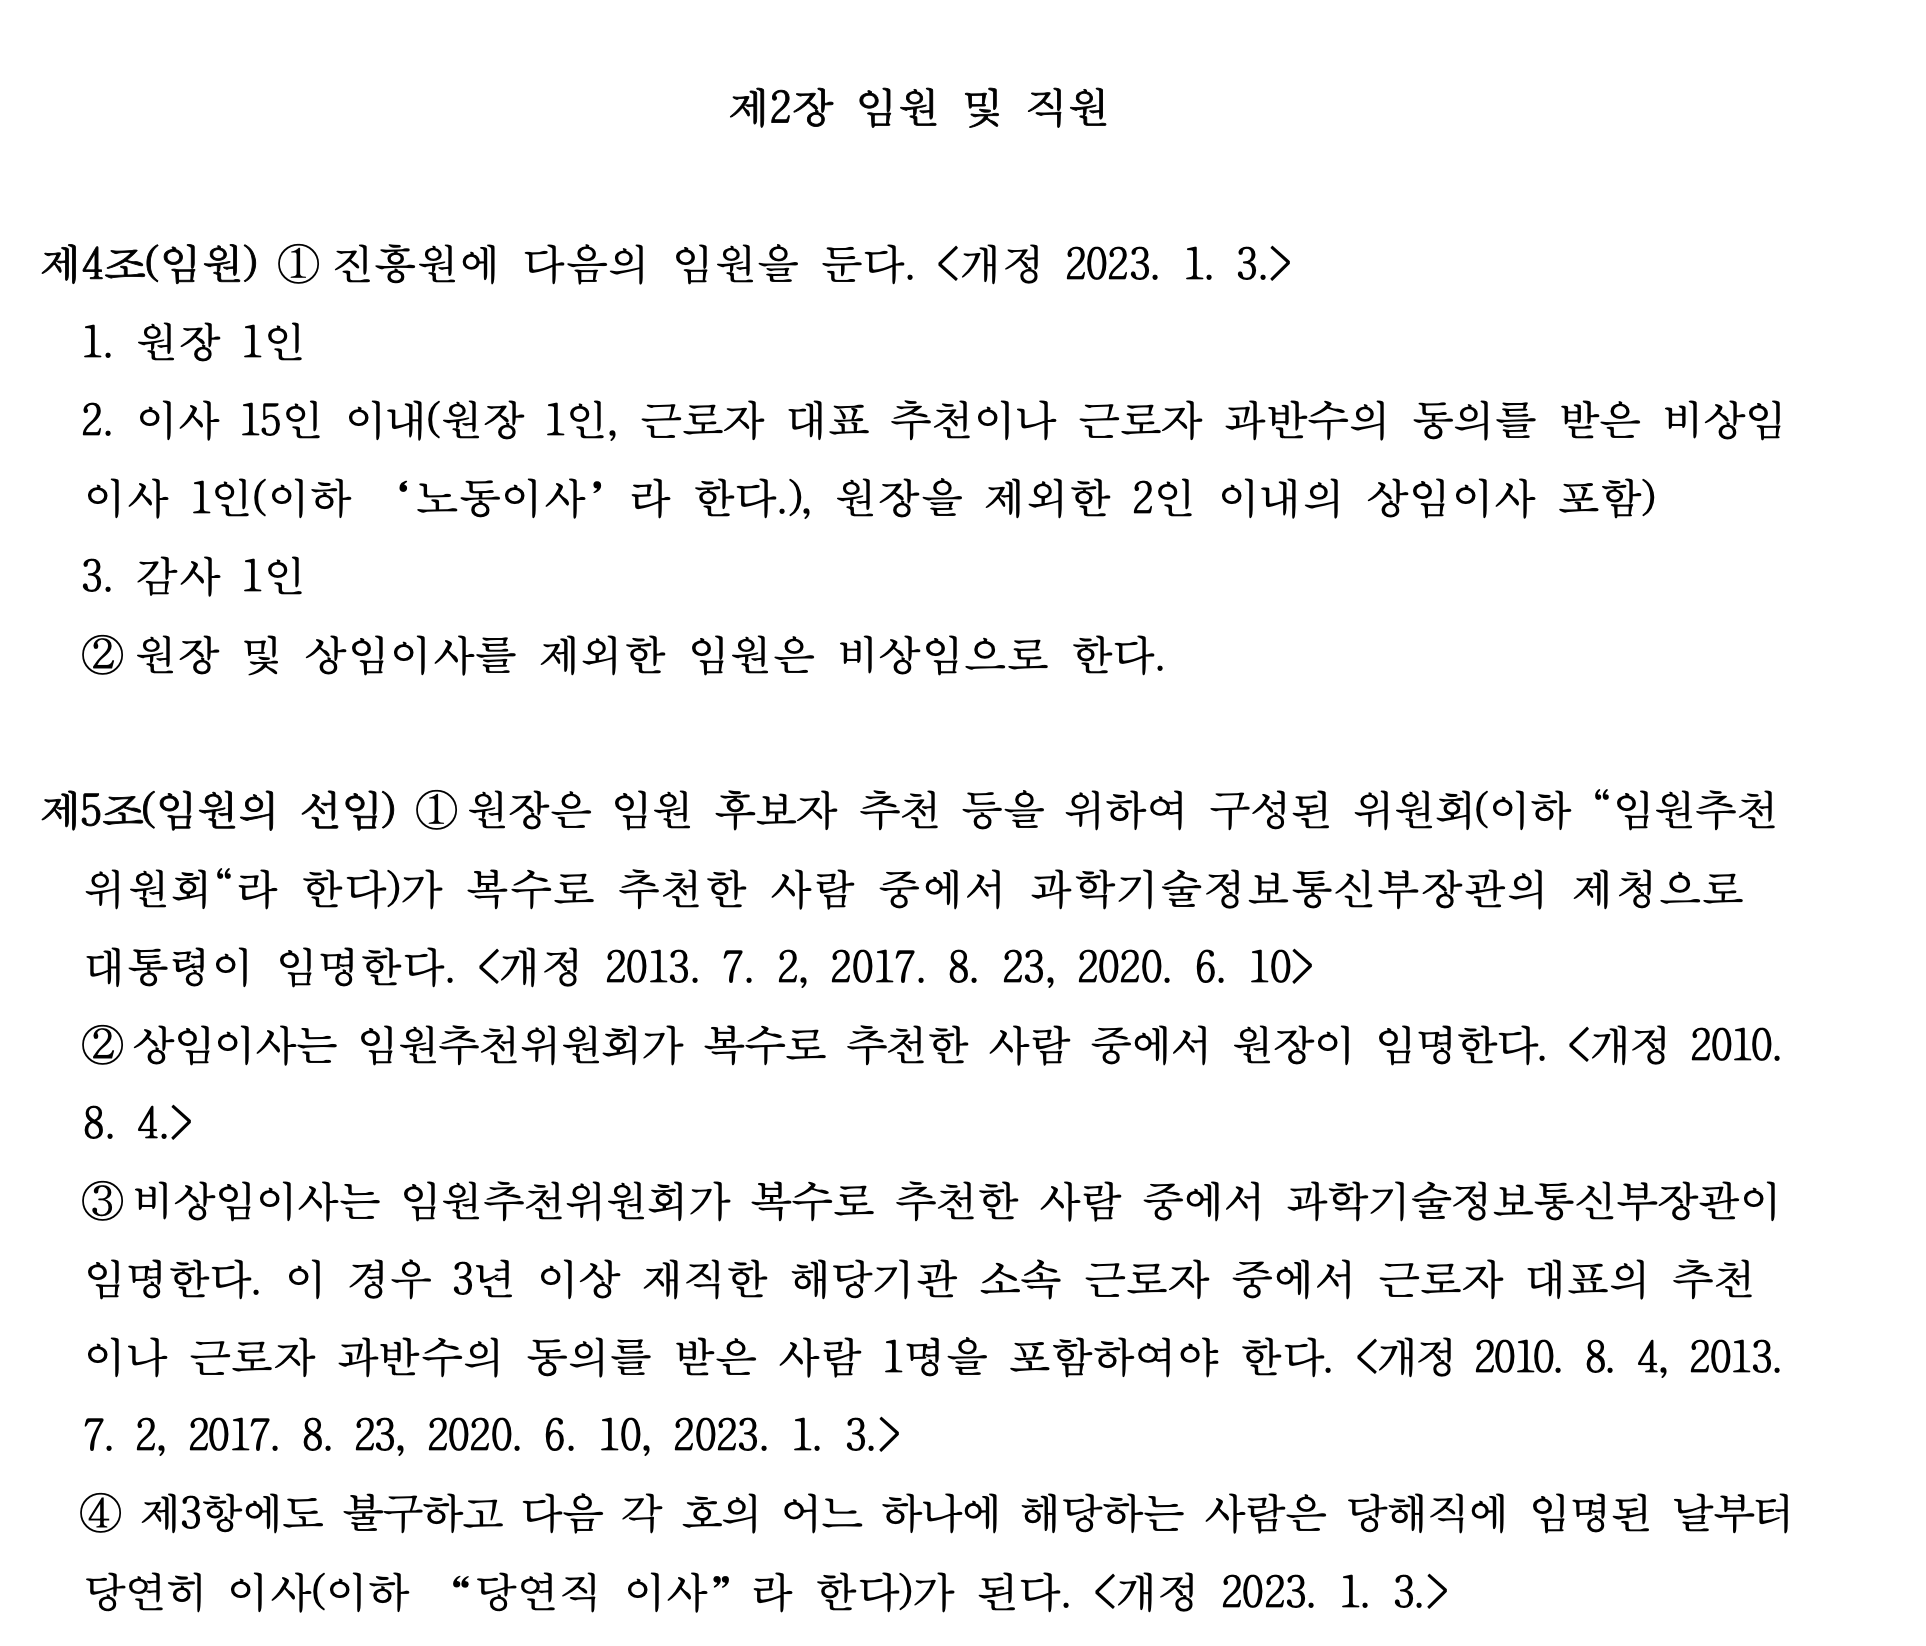 제2장 임원 및 직원
제4조(임원) ① 진흥원에 다음의 임원을 둔다. <개정 2023. 1. 3.>
1. 원장 1인
2. 이사 15인 이내(원장 1인, 근로자 대표 추천이나 근로자 과반수의 동의를 받은 비상임
이사 1인(이하 ‘노동이사’라 한다.), 원장을 제외한 2인 이내의 상임이사 포함)
3. 감사 1인
② 원장 및 상임이사를 제외한 임원은 비상임으로 한다.
제5조(임원의 선임) ① 원장은 임원 후보자 추천 등을 위하여 구성된 위원회(이하 “임원추천
위원회“라 한다)가 복수로 추천한 사람 중에서 과학기술정보통신부장관의 제청으로
대통령이 임명한다. <개정 2013. 7. 2, 2017. 8. 23, 2020. 6. 10>
② 상임이사는 임원추천위원회가 복수로 추천한 사람 중에서 원장이 임명한다. <개정 2010.
8. 4.>
③ 비상임이사는 임원추천위원회가 복수로 추천한 사람 중에서 과학기술정보통신부장관이
임명한다. 이 경우 3년 이상 재직한 해당기관 소속 근로자 중에서 근로자 대표의 추천
이나 근로자 과반수의 동의를 받은 사람 1명을 포함하여야 한다. <개정 2010. 8. 4, 2013.
7. 2, 2017. 8. 23, 2020. 6. 10, 2023. 1. 3.>
④ 제3항에도 불구하고 다음 각 호의 어느 하나에 해당하는 사람은 당해직에 임명된 날부터
당연히 이사(이하 “당연직 이사”라 한다)가 된다. <개정 2023. 1. 3.>